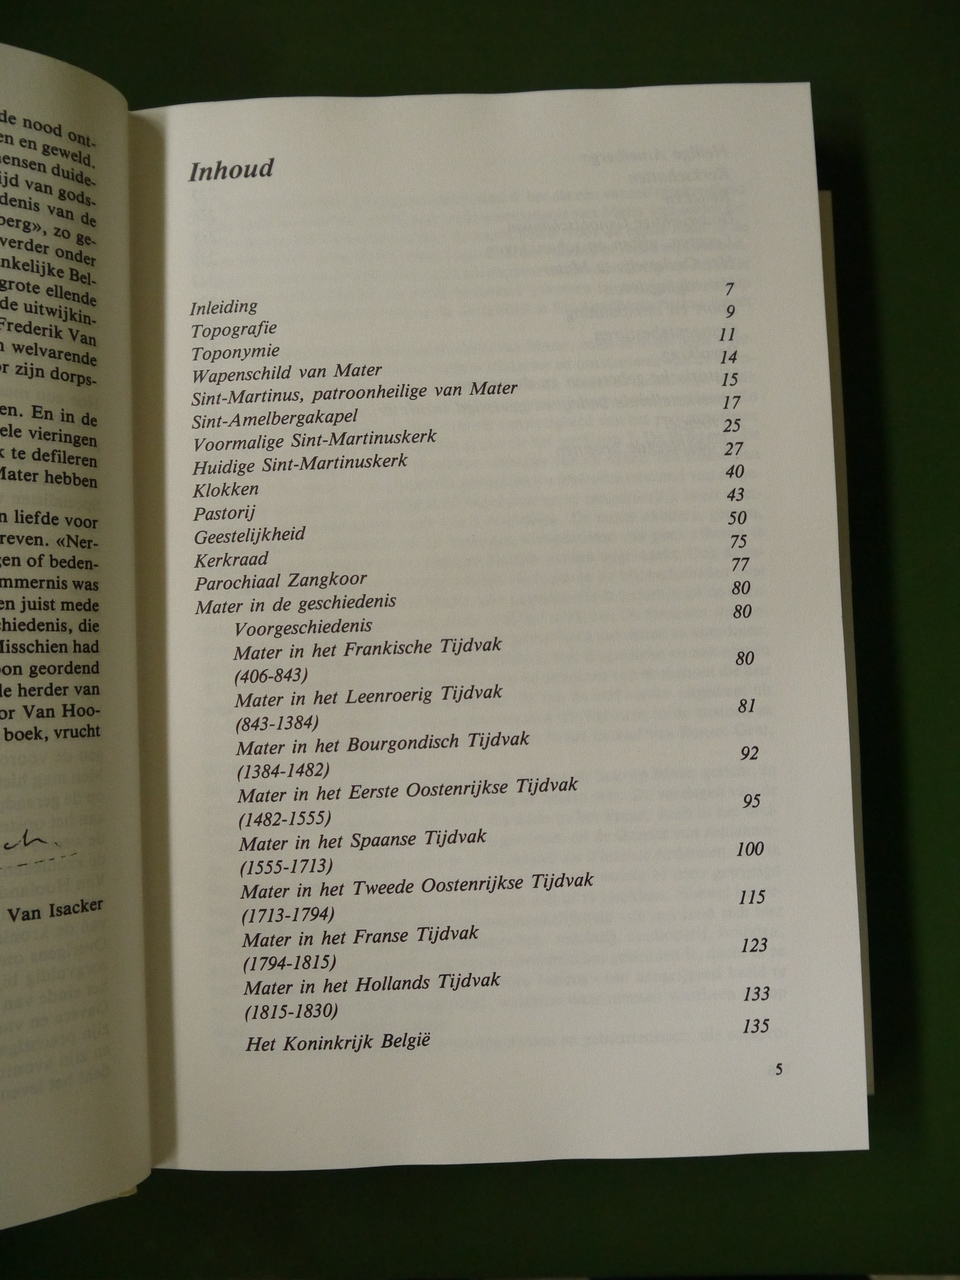 de nood ont-
en en geweld.
ensen duide-
ijd van gods-
denis van de
berg», zo ge-
verder onder
nkelijke Bel-
grote ellende
de uitwijkin-
Frederik Van
n welvarende
r zijn dorps-
en. En in de
ele vieringen
k te defileren
Mater hebben
n liefde voor
reven. «Ner-
en of beden-
mmernis was
en juist mede
hiedenis, die
Misschien had
oon geordend
le herder van
or Van Hoo-
boek, vrucht
Van Isacker
Inhoud
Inleiding 7
Topografie 9
Toponymie 11
Wapenschild van Mater 14
Sint-Martinus, patroonheilige van Mater 15
Sint-Amelbergakapel 17
Voormalige Sint-Martinuskerk 25
Huidige Sint-Martinuskerk 27
Klokken 40
Pastorij 43
Geestelijkheid 50
Kerkraad 75
Parochiaal Zangkoor 77
Mater in de geschiedenis 80
Voorgeschiedenis 80
Mater in het Frankische Tijdvak
(406-843) 80
Mater in het Leenroerig Tijdvak
(843-1384) 81
Mater in het Bourgondisch Tijdvak
(1384-1482) 92
Mater in het Eerste Oostenrijkse Tijdvak
(1482-1555) 95
Mater in het Spaanse Tijdvak
(1555-1713) 100
Mater in het Tweede Oostenrijkse Tijdvak
(1713-1794) 115
Mater in het Franse Tijdvak
(1794-1815) 123
Mater in het Hollands Tijdvak
(1815-1830) 133
Het Koninkrijk België 135
5